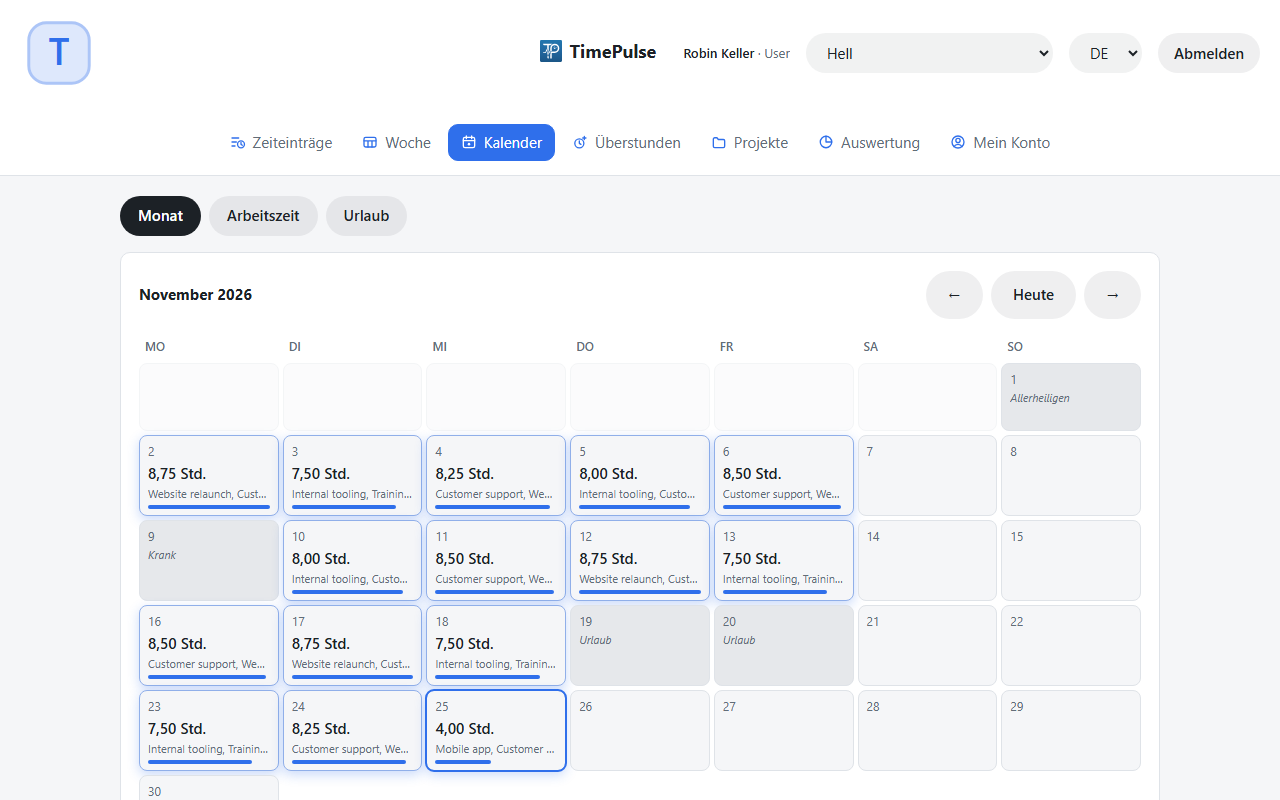 T
TimePulse
Robin Keller · User
Hell
DE
Abmelden
Zeiteinträge
Woche
Kalender
Überstunden
Projekte
Auswertung
Mein Konto
Monat
Arbeitszeit
Urlaub
November 2026
←
Heute
→
MO DI MI DO FR SA SO
1
Allerheiligen
2
8,75 Std.
Website relaunch, Cust...
3
7,50 Std.
Internal tooling, Trainin...
4
8,25 Std.
Customer support, We...
5
8,00 Std.
Internal tooling, Custo...
6
8,50 Std.
Customer support, We...
7
8
9
Krank
10
8,00 Std.
Internal tooling, Custo...
11
8,50 Std.
Customer support, We...
12
8,75 Std.
Website relaunch, Cust...
13
7,50 Std.
Internal tooling, Trainin...
14
15
16
8,50 Std.
Customer support, We...
17
8,75 Std.
Website relaunch, Cust...
18
7,50 Std.
Internal tooling, Trainin...
19
Urlaub
20
Urlaub
21
22
23
7,50 Std.
Internal tooling, Trainin...
24
8,25 Std.
Customer support, We...
25
4,00 Std.
Mobile app, Customer ...
26
27
28
29
30